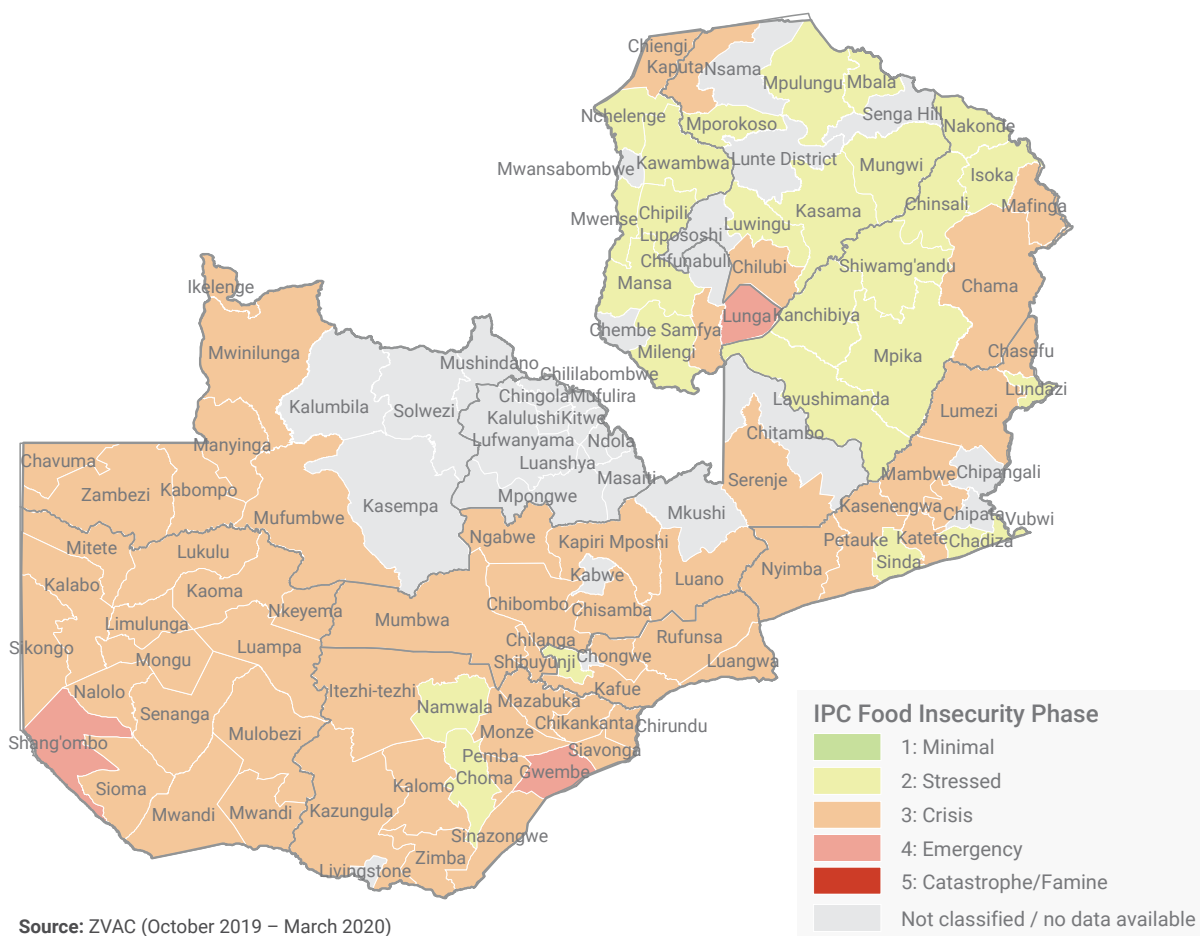 Chiengi
Kaputa
Nsama
Mpulungu
Mbala
Nchelenge
Mporokoso
Senga Hill
Nakonde
Mwansabombwe
Kawambwa
Lunte District
Mungwi
Isoka
Mwense
Chipili
Luwingu
Kasama
Chinsali
Mafinga
Lupososhi
Chifunabuli
Chilubi
Shiwamg'andu
Mansa
Chama
Ikelenge
Chembe
Samfya
Lunga
Kanchibiya
Mwinilunga
Milengi
Mpika
Chasefu
Mushindano
Chililabombwe
Lundazi
Kalumbila
Solwezi
Chingola
Mufulira
Lavushimanda
Lumezi
Kalulushi
Kitwe
Manyinga
Lufwanyama
Ndola
Chitambo
Chavuma
Luanshya
Masaiti
Serenje
Mambwe
Chipangali
Zambezi
Kabompo
Kasempa
Mpongwe
Mkushi
Kasenengwa
Chipata
Vubwi
Mufumbwe
Ngabwe
Kapiri Mposhi
Petauke
Katete
Chadiza
Mitete
Lukulu
Sinda
Kalabo
Kaoma
Kabwe
Luano
Nyimba
Limulunga
Nkeyema
Mumbwa
Chibombo
Chisamba
Sikongo
Mongu
Luampa
Chilanga
Rufunsa
Shibuyunji
Chongwe
Luangwa
Nalolo
Itezhi-tezhi
Kafue
Senanga
Namwala
Mazabuka
Shang'ombo
Mulobezi
Monze
Chikankanta
Chirundu
Siavonga
Pemba
Sioma
Choma
Gwembe
Mwandi
Mwandi
Kazungula
Kalomo
Sinazongwe
Livingstone
Zimba
IPC Food Insecurity Phase
1: Minimal
2: Stressed
3: Crisis
4: Emergency
5: Catastrophe/Famine
Not classified / no data available
Source: ZVAC (October 2019 – March 2020)